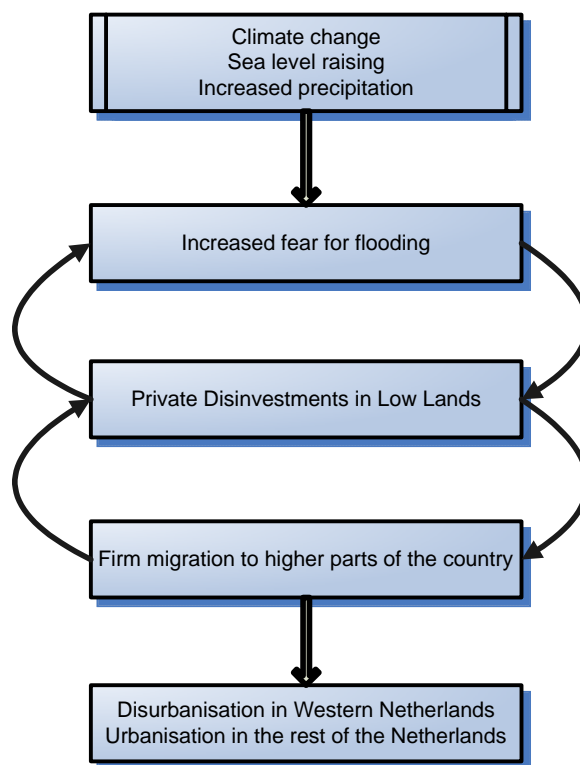 Climate change
Sea level raising
Increased precipitation
Increased fear for flooding
Private Disinvestments in Low Lands
Firm migration to higher parts of the country
Disurbanisation in Western Netherlands
Urbanisation in the rest of the Netherlands